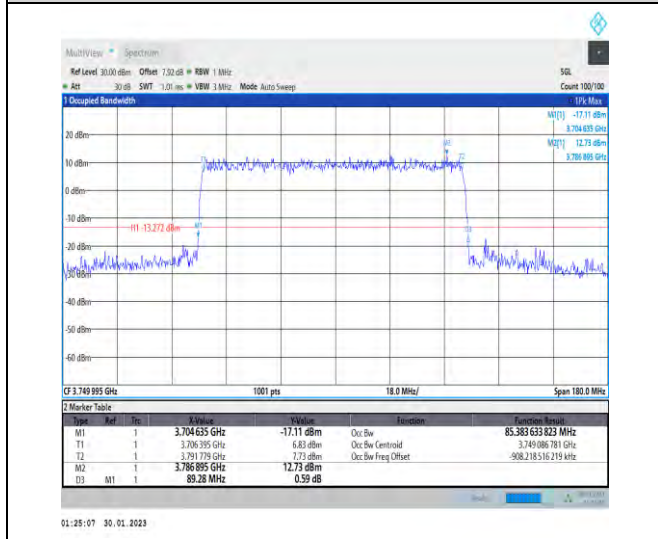 MultiView Spectrum
Ref Level 30.00 dBm Offset 7.92 dB RBW 1 MHz SGL
Att 30 dB SWT 1.01 ms VBW 3 MHz Mode Auto Sweep Count 100/100
1 Occupied Bandwidth 1Pk Max
M1[1] -17.11 dBm
3.704 635 GHz
20 dBm M2[1] 12.73 dBm
M2 3.786 895 GHz
10 dBm T1 T2
0 dBm
-10 dBm
H1 -13.272 dBm M1
-20 dBm
-30 dBm
-40 dBm
-50 dBm
-60 dBm
CF 3.749 995 GHz 1001 pts 18.0 MHz/ Span 180.0 MHz
2 Marker Table
Type Ref Trc X-Value Y-Value Function Function Result
M1 1 3.704 635 GHz -17.11 dBm Occ Bw 85.383 633 823 MHz
T1 1 3.706 395 GHz 6.83 dBm Occ Bw Centroid 3.749 086 781 GHz
T2 1 3.791 779 GHz 7.73 dBm Occ Bw Freq Offset -908.218 516 219 kHz
M2 1 3.786 895 GHz 12.73 dBm
D3 M1 1 89.28 MHz 0.59 dB
01:25:07 30.01.2023